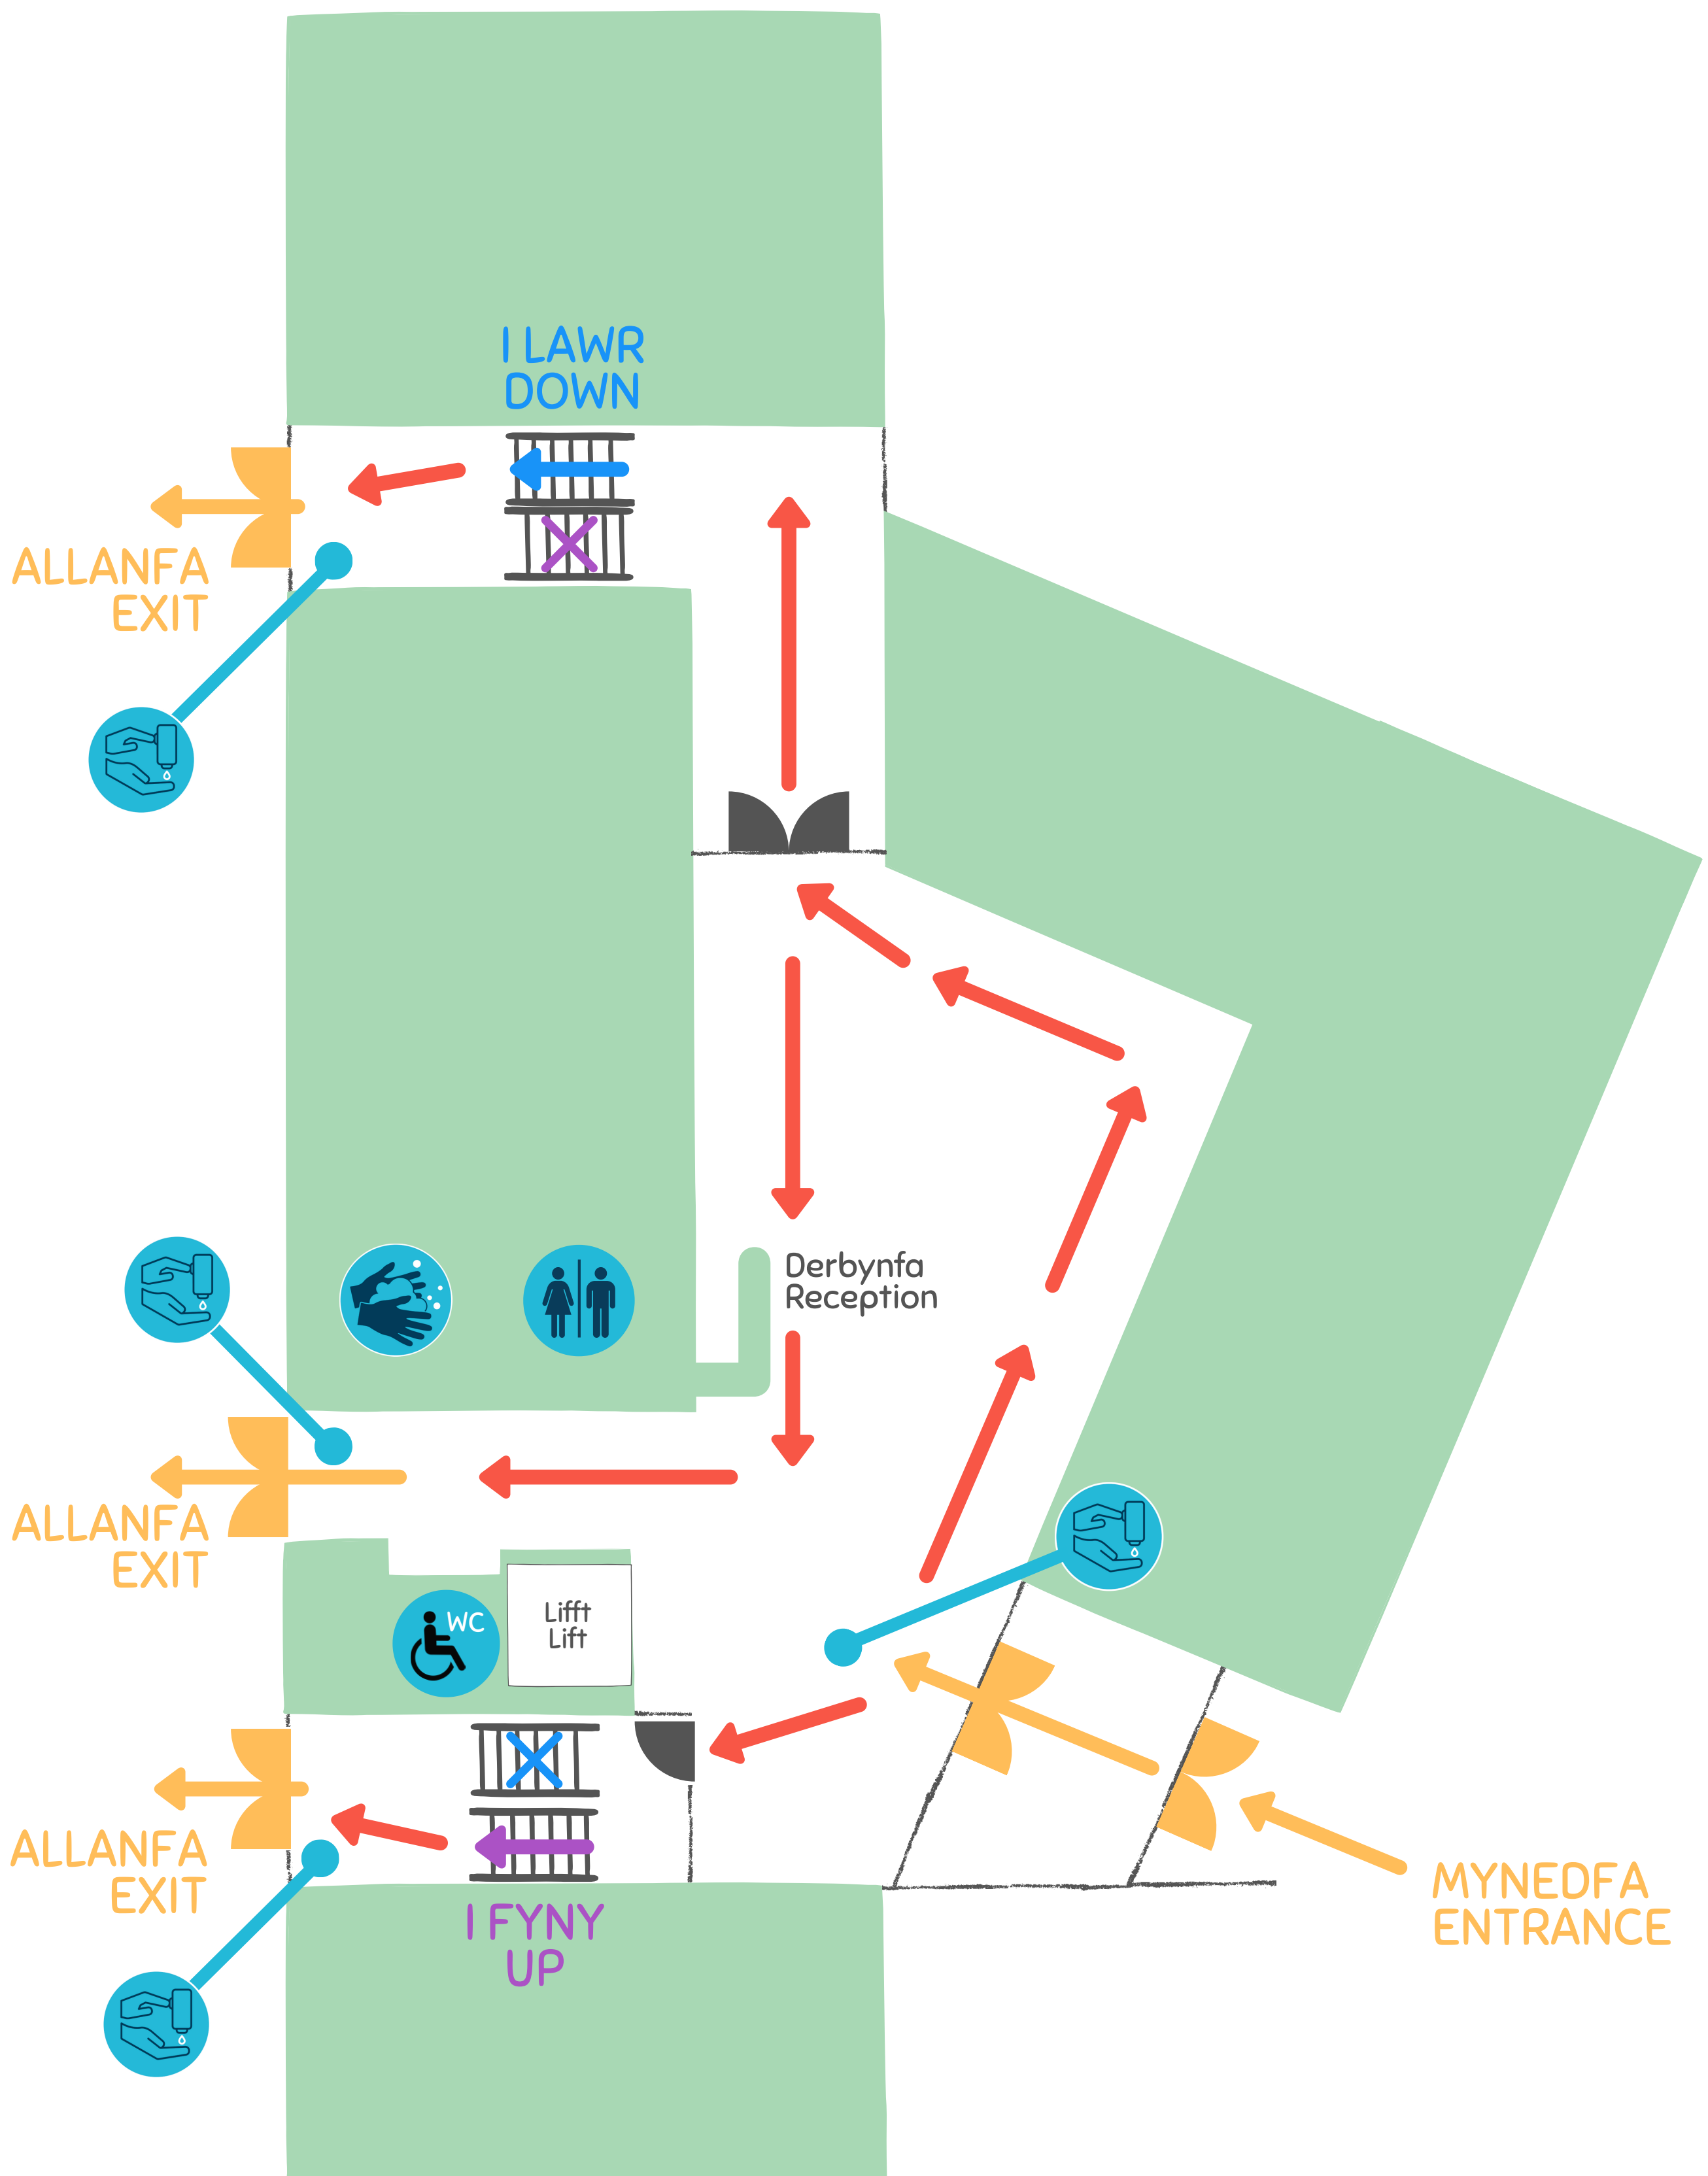 I LAWR
DOWN
ALLANFA
EXIT
Derbynfa
Reception
ALLANFA
EXIT
WC
Lifft
Lift
ALLANFA
EXIT
MYNEDFA
ENTRANCE
I FYNY
UP